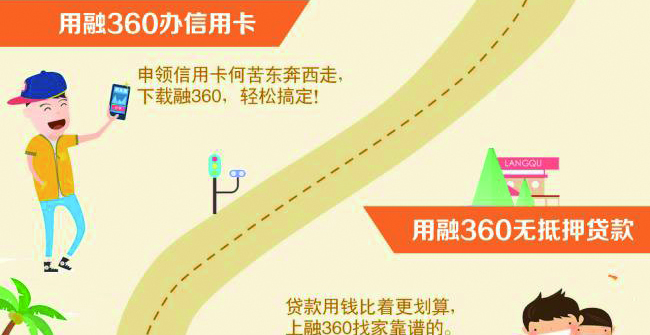 用融360办信用卡
申领信用卡何苦东奔西走，
下载融360，轻松搞定！
LANGQU
用融360无抵押贷款
贷款用钱比着更划算，
上融360找家靠谱的。